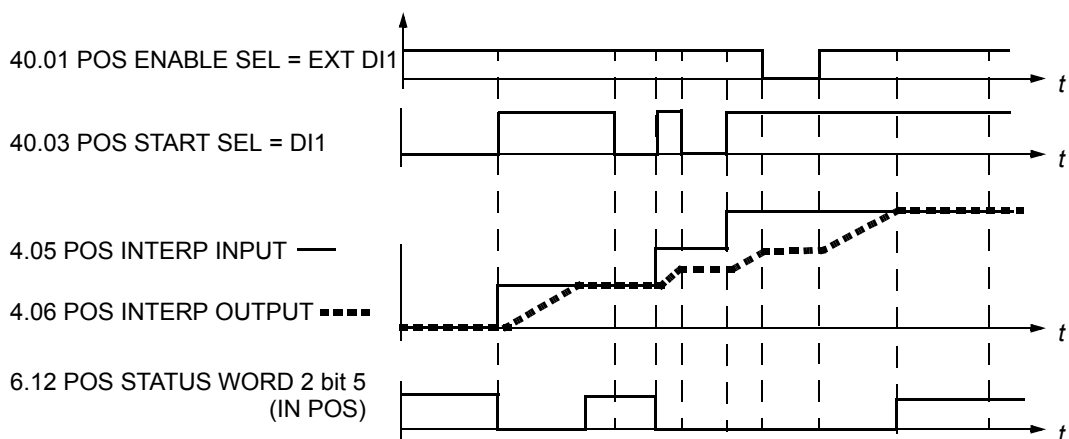 40.01 POS ENABLE SEL = EXT DI1
t
40.03 POS START SEL = DI1
t
4.05 POS INTERP INPUT
4.06 POS INTERP OUTPUT
t
6.12 POS STATUS WORD 2 bit 5
(IN POS)
t